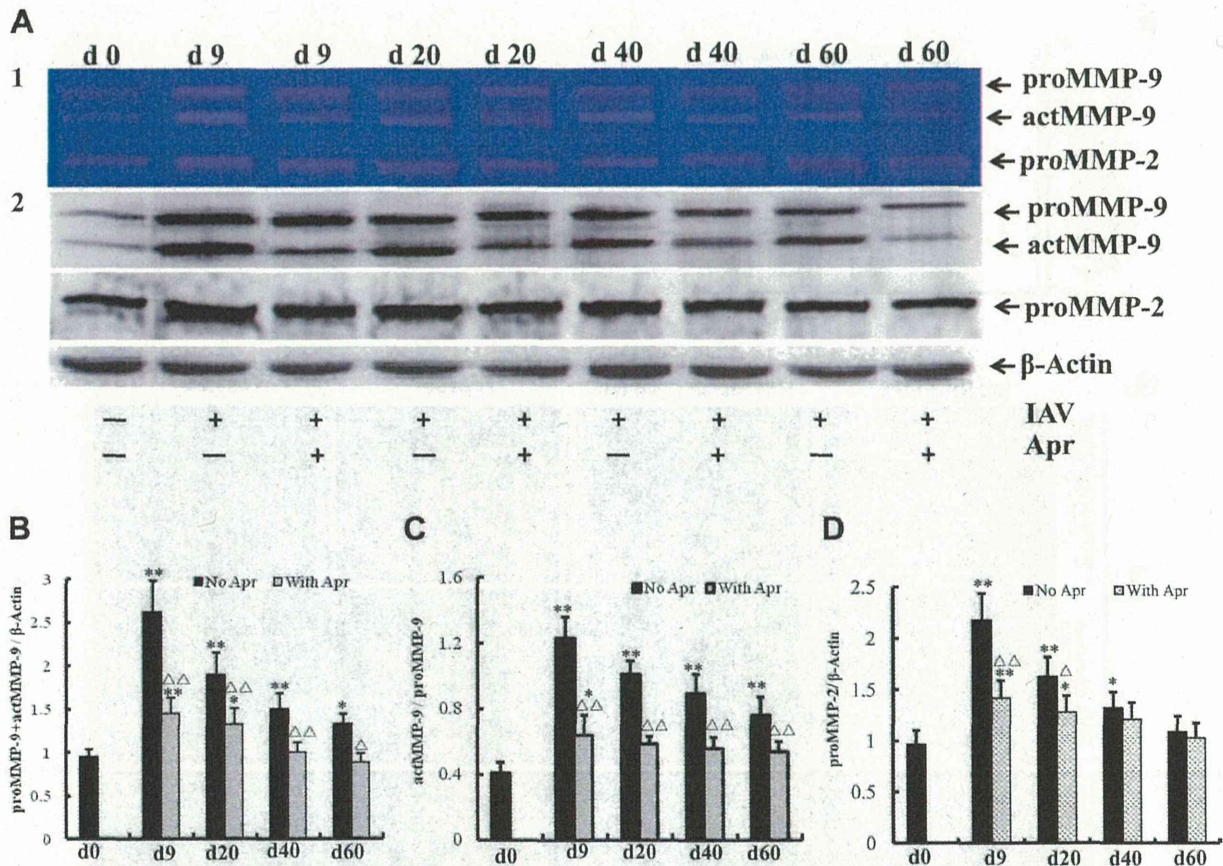 A
d 0 d 9 d 9 d 20 d 20 d 40 d 40 d 60 d 60
1
← proMMP-9
← actMMP-9
← proMMP-2
2
← proMMP-9
← actMMP-9
← proMMP-2
← β-Actin
— + + + + + + + + IAV
— — + — + — + — + Apr
B
proMMP-9+actMMP-9 / β-Actin
3
2.5
2
1.5
1
0.5
0
■ No Apr ■ With Apr
**
△△
**
**
△△
*
**
△△
*
△
d0 d9 d20 d40 d60
C
actMMP-9 / proMMP-9
1.6
1.2
0.8
0.4
0
■ No Apr ■ With Apr
**
*
△△
**
△△
**
△△
**
△△
d0 d9 d20 d40 d60
D
proMMP-2/β-Actin
2.5
2
1.5
1
0.5
0
■ No Apr □ With Apr
**
△△
**
**
△
*
*
d0 d9 d20 d40 d60